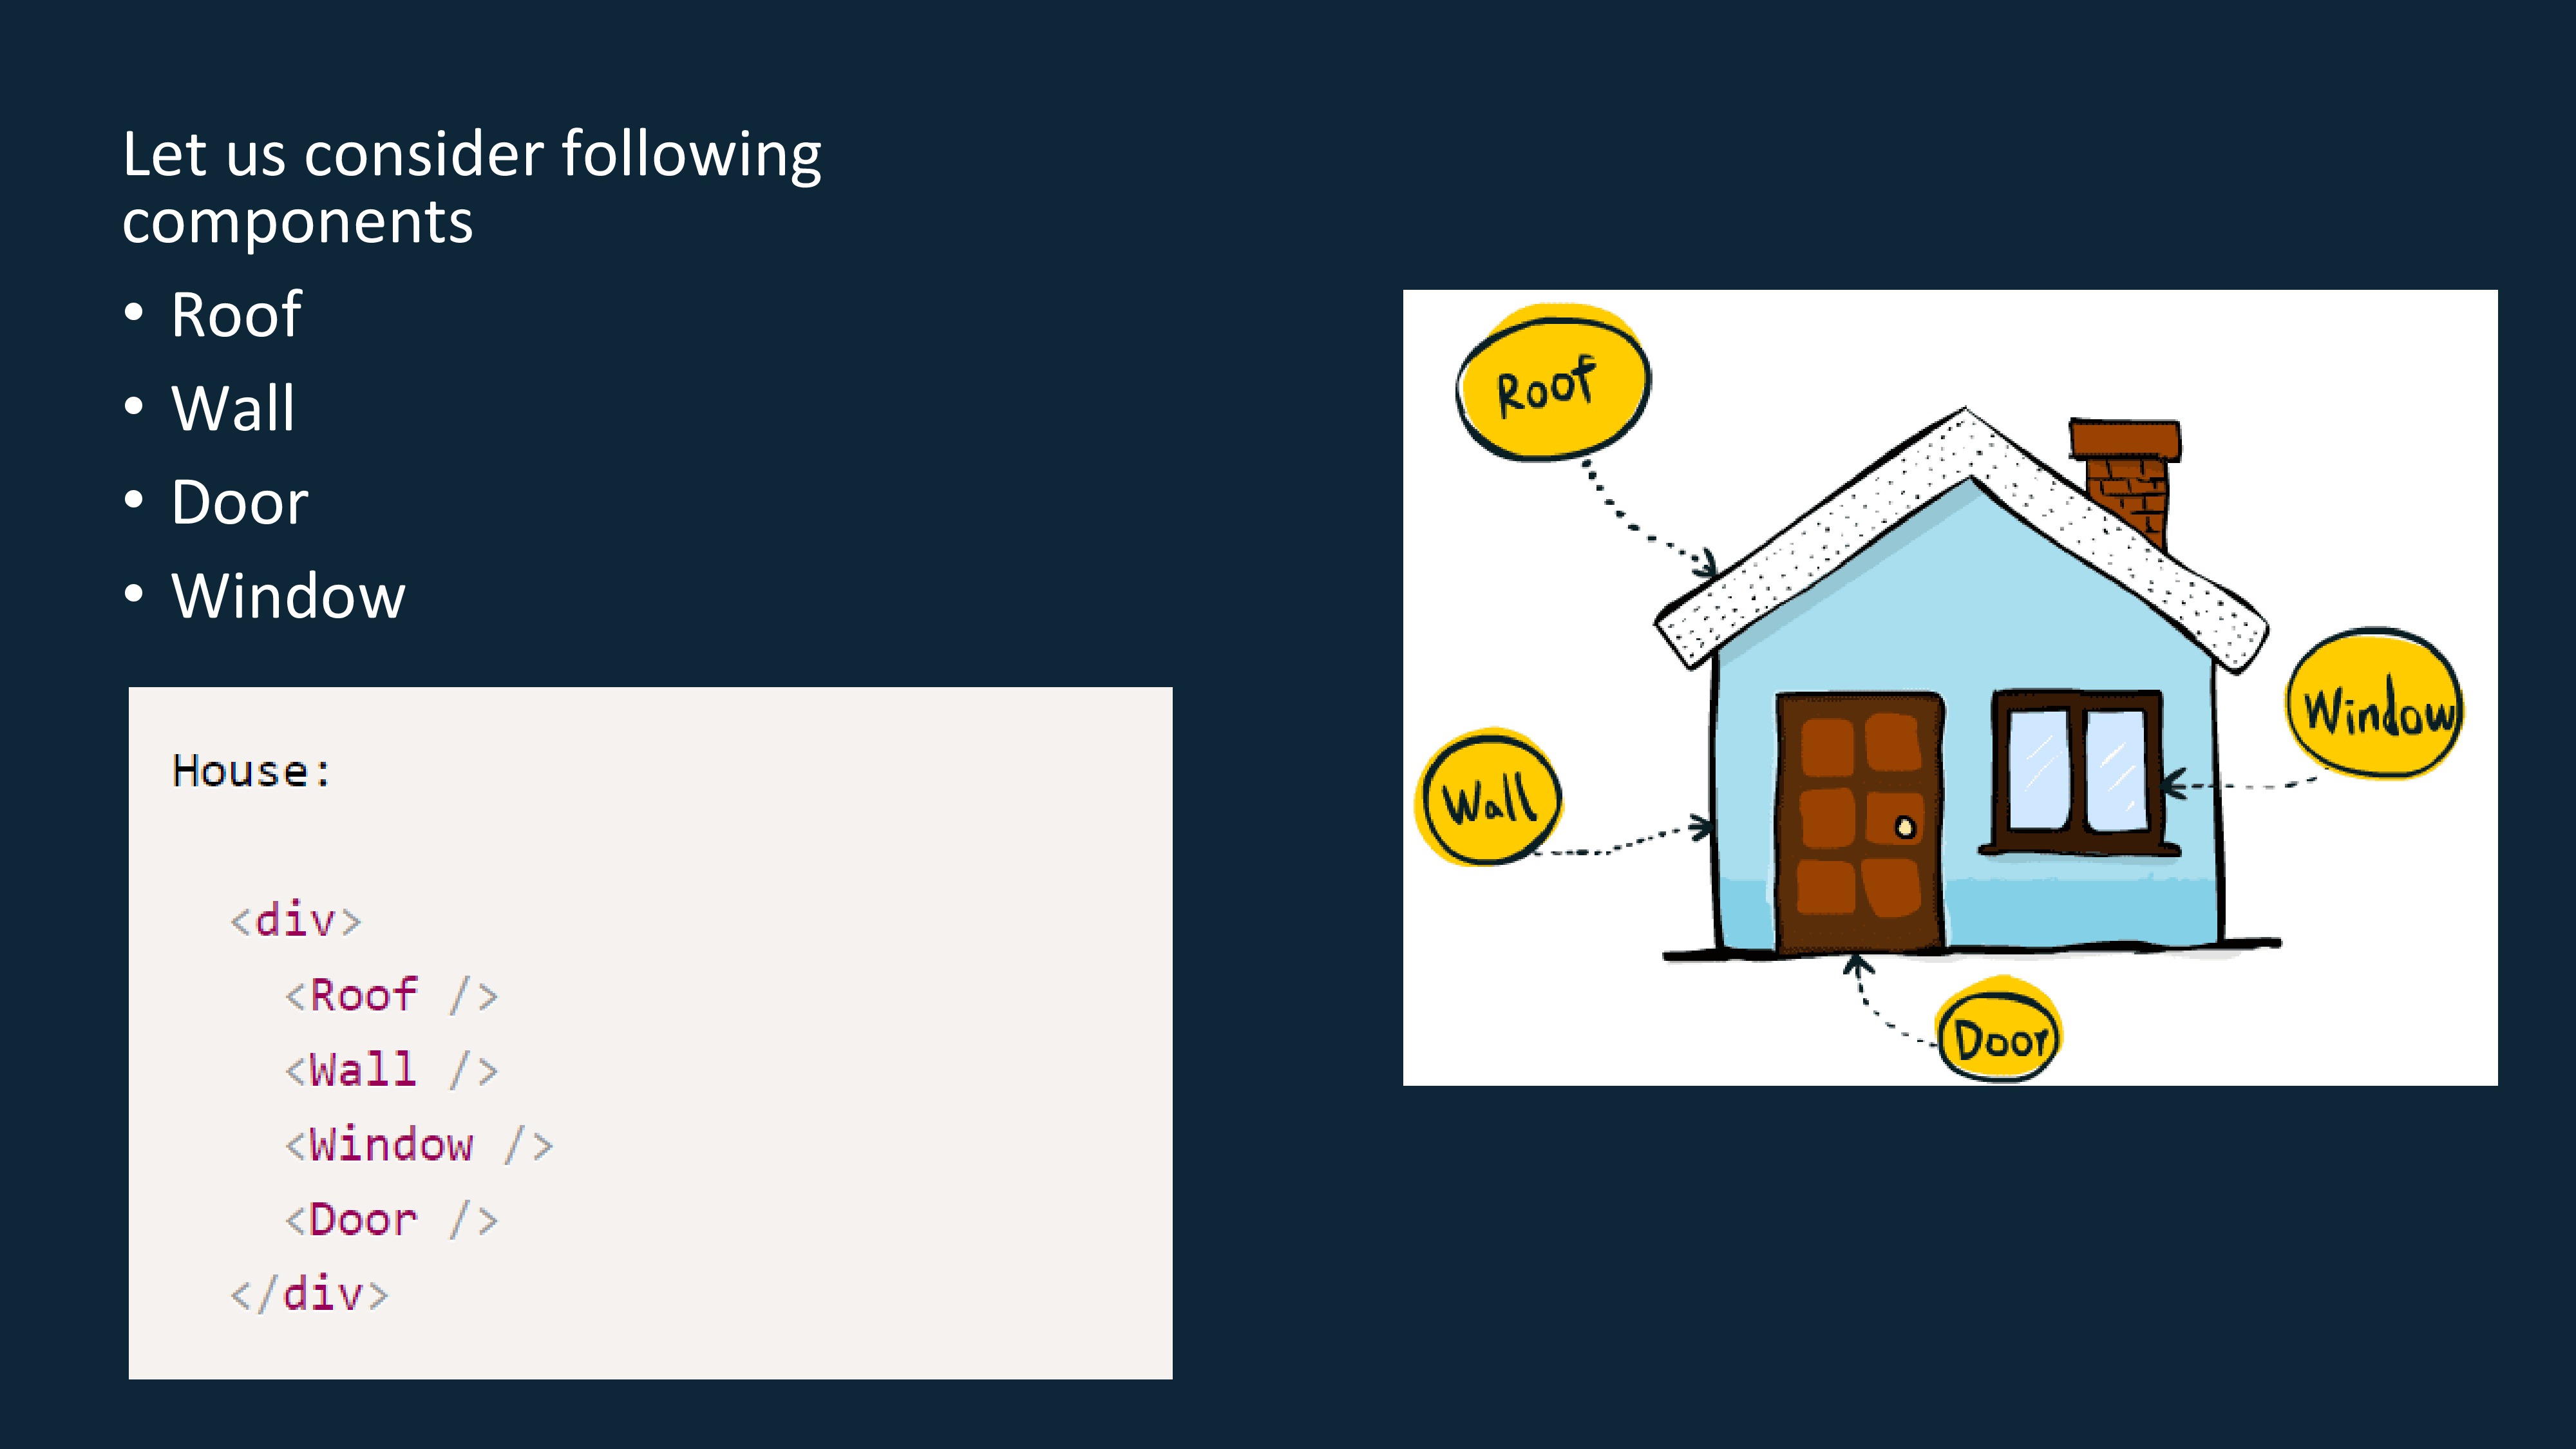 Let us consider following
components
• Roof
• Wall
• Door
• Window
House:
<div>
<Roof />
<Wall />
<Window />
<Door />
</div>
Roof
Window
Wall
Door